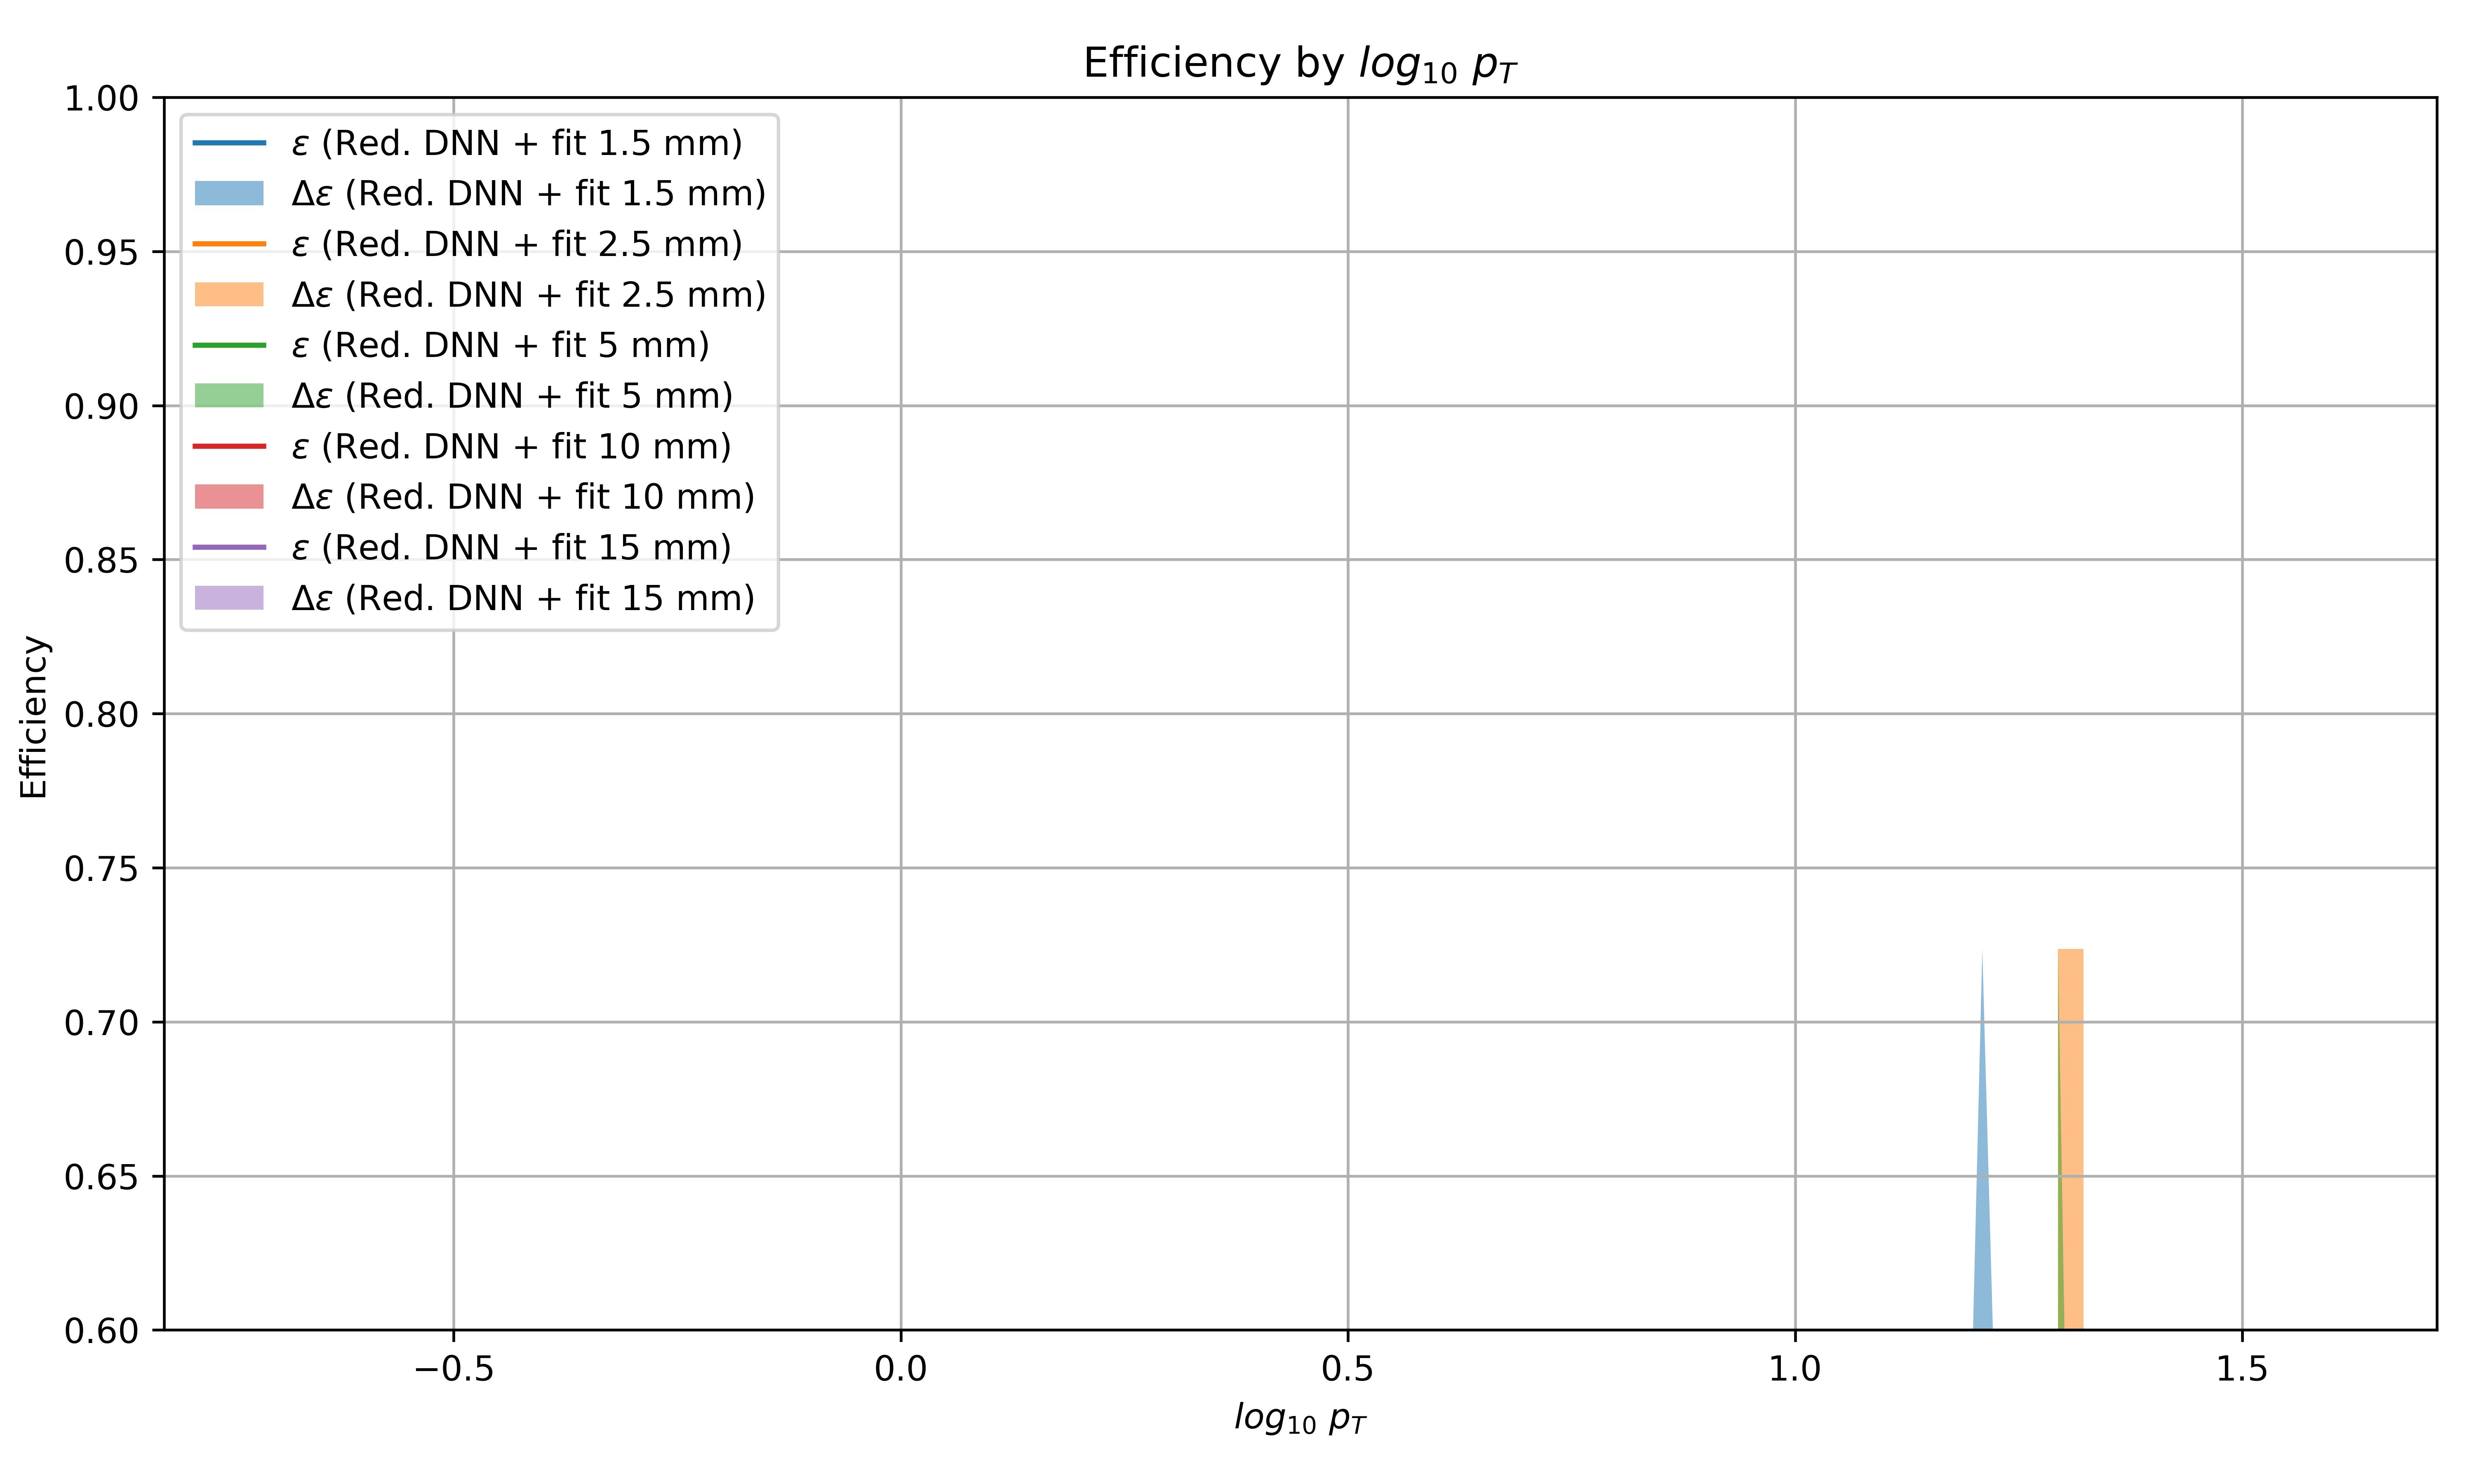 Efficiency by log₁₀ p_T
1.00
0.95
0.90
0.85
0.80
0.75
0.70
0.65
0.60
Efficiency
ε (Red. DNN + fit 1.5 mm)
Δε (Red. DNN + fit 1.5 mm)
ε (Red. DNN + fit 2.5 mm)
Δε (Red. DNN + fit 2.5 mm)
ε (Red. DNN + fit 5 mm)
Δε (Red. DNN + fit 5 mm)
ε (Red. DNN + fit 10 mm)
Δε (Red. DNN + fit 10 mm)
ε (Red. DNN + fit 15 mm)
Δε (Red. DNN + fit 15 mm)
−0.5 0.0 0.5 1.0 1.5
log₁₀ p_T